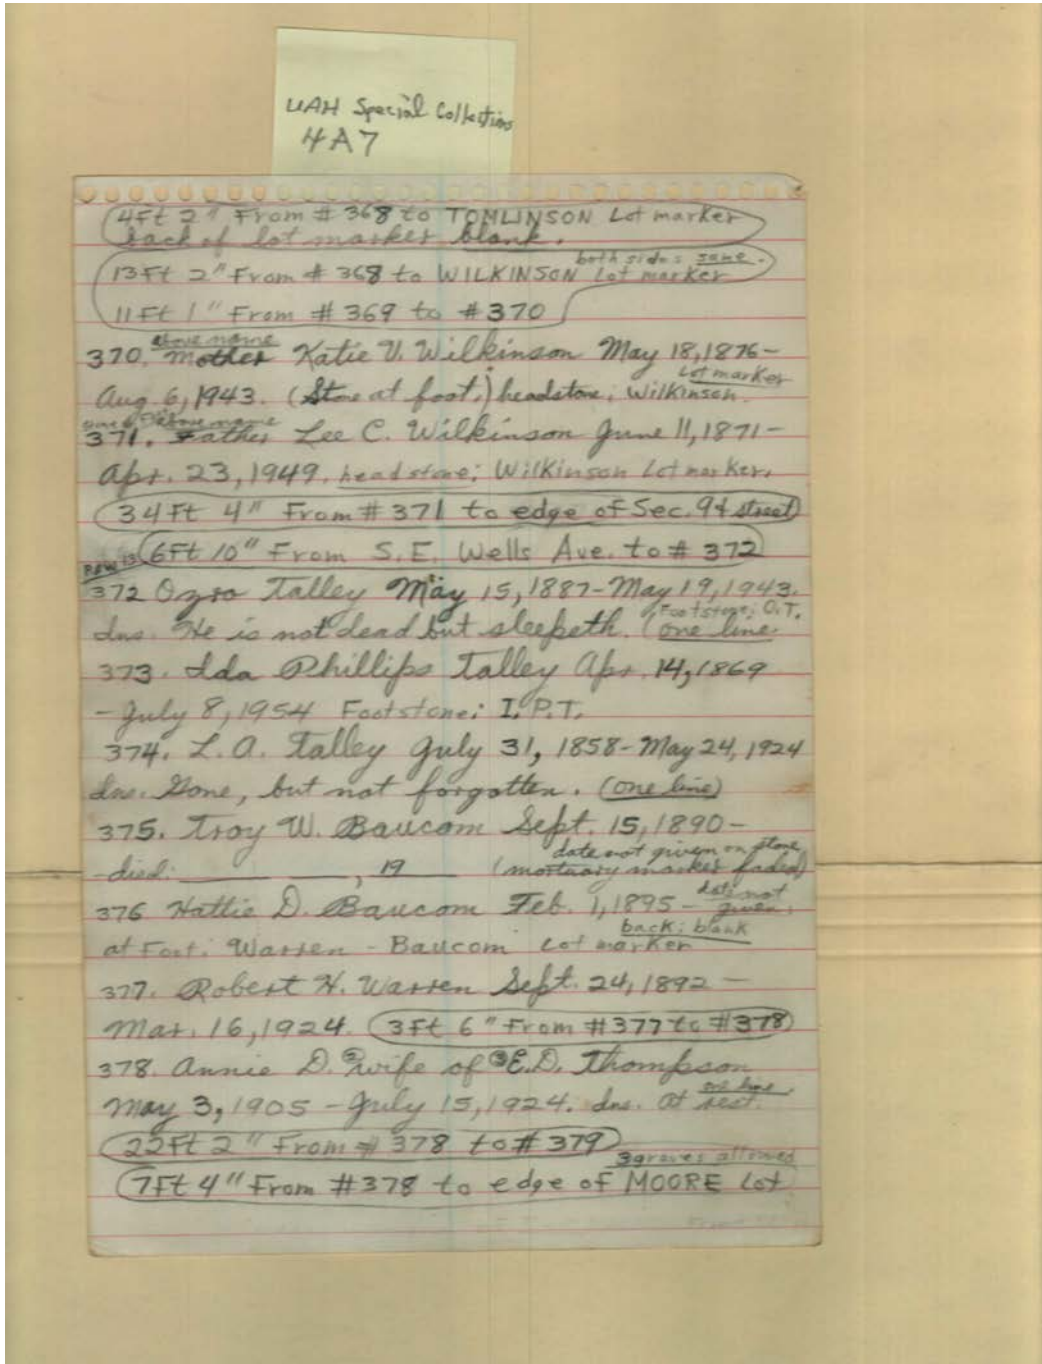 UAH Special Collections
4A7
4Ft 2" From # 368 to TOMLINSON Lot marker
back of lot marker blank.
both sides same.
13Ft 2" From # 368 to WILKINSON Lot marker
11Ft 1" From # 369 to #370
above name
370. Mother Katie V. Wilkinson May 18, 1876-
Lot marker
Aug 6, 1943. (Stone at foot.) headstone: Wilkinson.
above name
371. Father Lee C. Wilkinson June 11, 1871-
Apr. 23, 1949. headstone: Wilkinson Lot marker.
34Ft 4" From # 371 to edge of Sec. 9 & street
Row 13 6Ft 10" From S.E. Wells Ave. to # 372
372 Ozro Talley May 15, 1887-May 19, 1943.
Footstone: O.T.
dns. He is not dead but sleepeth. (one line.
373. Ida Phillips Talley Apr. 14, 1869
-July 8, 1954 Footstone: I.P.T.
374. L.A. Talley July 31, 1858-May 24, 1924
dns. Gone, but not forgotten. (one line)
375. Troy W. Baucom Sept. 15, 1890-
date not given on stone
-died: ________, 19 (mortuary marker faded)
376 Hattie D. Baucom Feb. 1, 1895- date not given.
back: blank
at Foot: Warren - Baucom Lot marker
377. Robert H. Warren Sept. 24, 1892-
Mar. 16, 1924. 3Ft 6" From #377 to #378
378. Annie D. wife of E.D. Thompson
May 3, 1905-July 15, 1924. dns. At rest. one line.
22Ft 2" From # 378 to # 379
3 graves allowed
7Ft 4" From #378 to edge of MOORE Lot